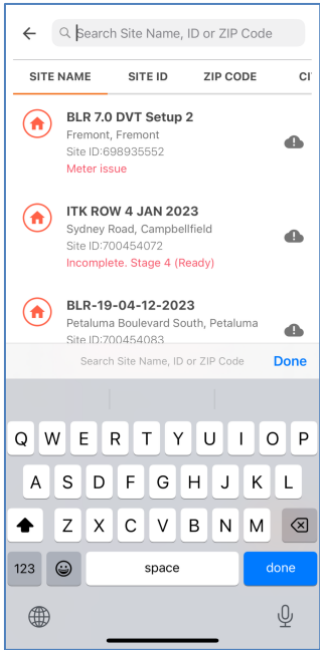 Search Site Name, ID or ZIP Code
SITE NAME SITE ID ZIP CODE CI
BLR 7.0 DVT Setup 2
Fremont, Fremont
Site ID:698935552
Meter issue
ITK ROW 4 JAN 2023
Sydney Road, Campbellfield
Site ID:700454072
Incomplete. Stage 4 (Ready)
BLR-19-04-12-2023
Petaluma Boulevard South, Petaluma
Site ID:700454083
Search Site Name, ID or ZIP Code Done
Q W E R T Y U I O P
A S D F G H J K L
Z X C V B N M
123 space done